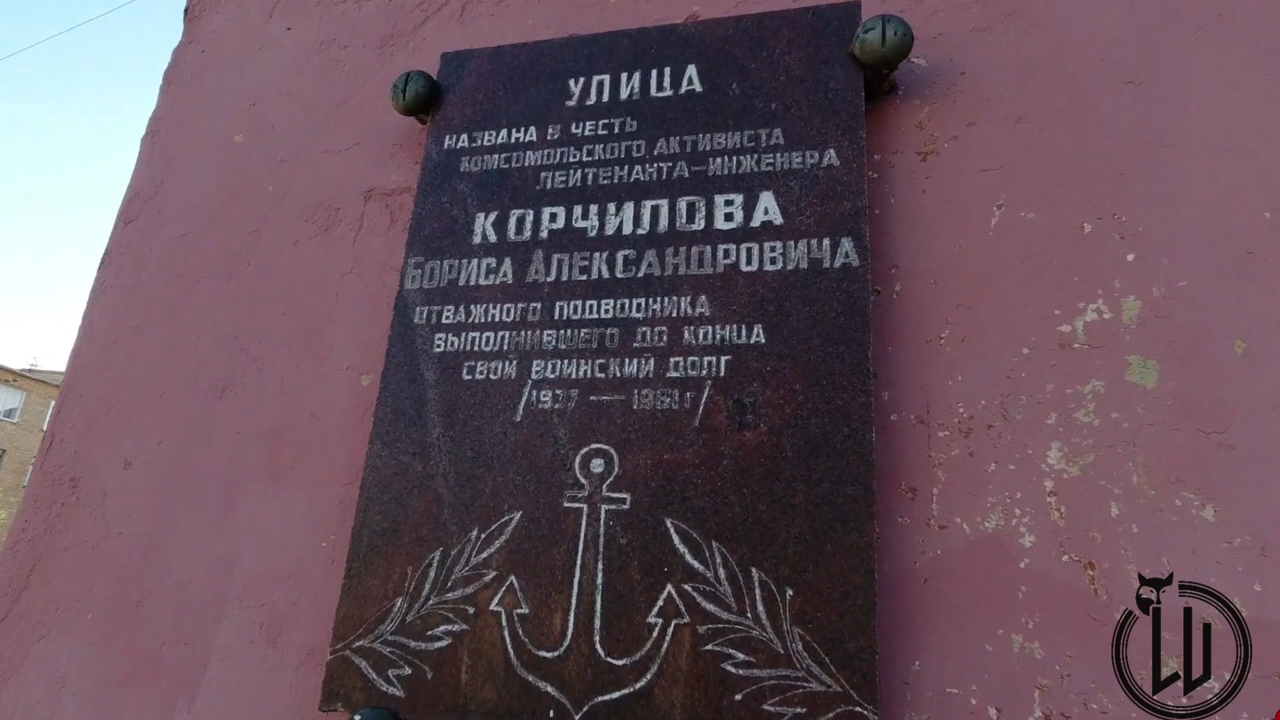 УЛИЦА
НАЗВАНА В ЧЕСТЬ
КОМСОМОЛЬСКОГО АКТИВИСТА
ЛЕЙТЕНАНТА-ИНЖЕНЕРА
КОРЧИЛОВА
БОРИСА АЛЕКСАНДРОВИЧА
ОТВАЖНОГО ПОДВОДНИКА
ВЫПОЛНИВШЕГО ДО КОНЦА
СВОЙ ВОИНСКИЙ ДОЛГ
/1937 — 1961 г/